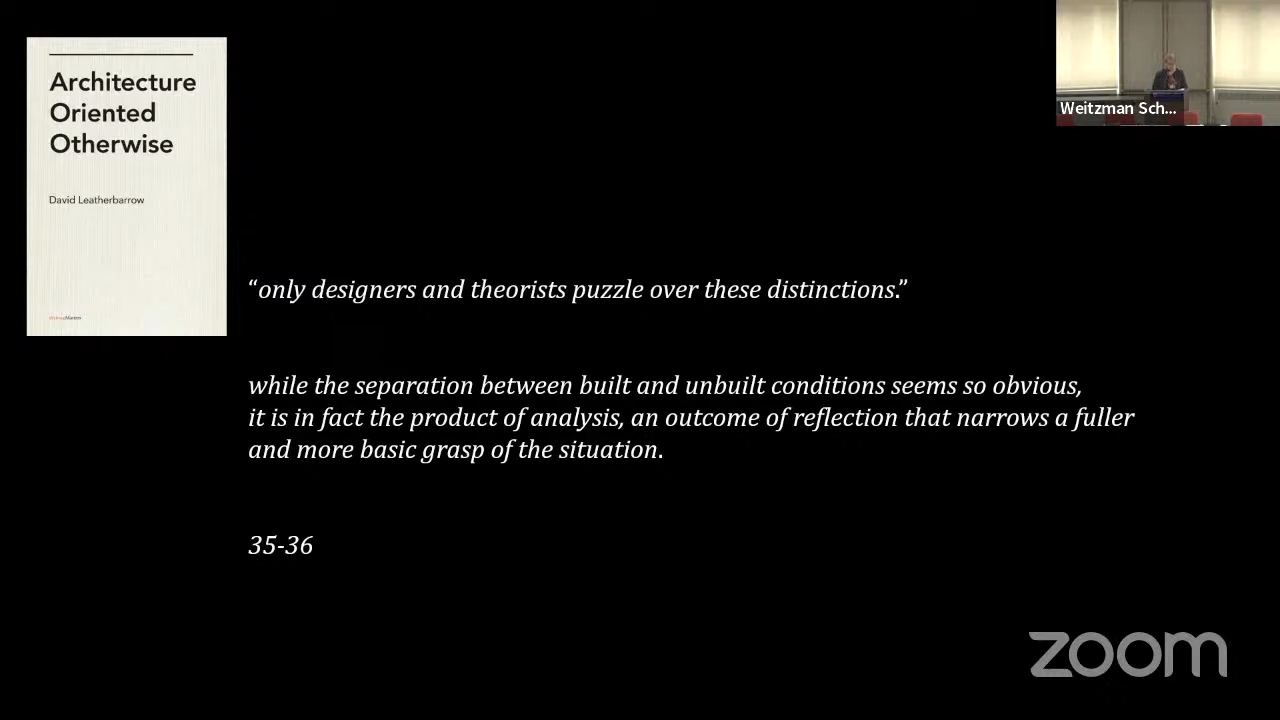 Architecture
Oriented
Otherwise
David Leatherbarrow
Weitzman Sch...
“only designers and theorists puzzle over these distinctions.”
while the separation between built and unbuilt conditions seems so obvious,
it is in fact the product of analysis, an outcome of reflection that narrows a fuller
and more basic grasp of the situation.
35-36
zoom